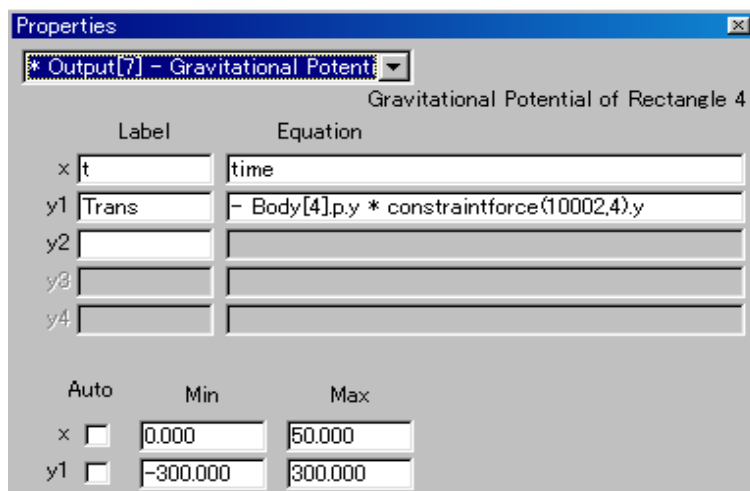 Properties
* Output[7] - Gravitational Potenti
Gravitational Potential of Rectangle 4
Label Equation
x t time
y1 Trans - Body[4].p.y * constraintforce(10002,4).y
y2
y3
y4
Auto Min Max
x 0.000 50.000
y1 -300.000 300.000